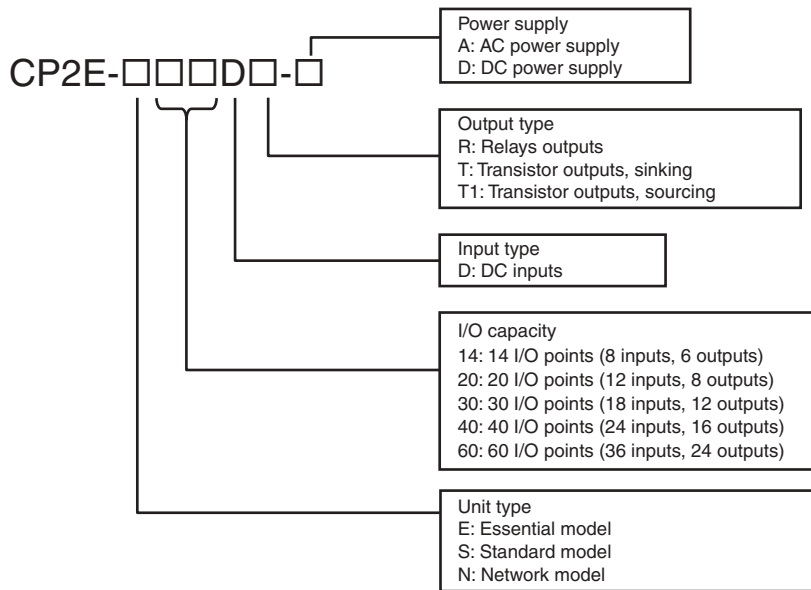 CP2E-□□□D□-□
Power supply
A: AC power supply
D: DC power supply
Output type
R: Relays outputs
T: Transistor outputs, sinking
T1: Transistor outputs, sourcing
Input type
D: DC inputs
I/O capacity
14: 14 I/O points (8 inputs, 6 outputs)
20: 20 I/O points (12 inputs, 8 outputs)
30: 30 I/O points (18 inputs, 12 outputs)
40: 40 I/O points (24 inputs, 16 outputs)
60: 60 I/O points (36 inputs, 24 outputs)
Unit type
E: Essential model
S: Standard model
N: Network model